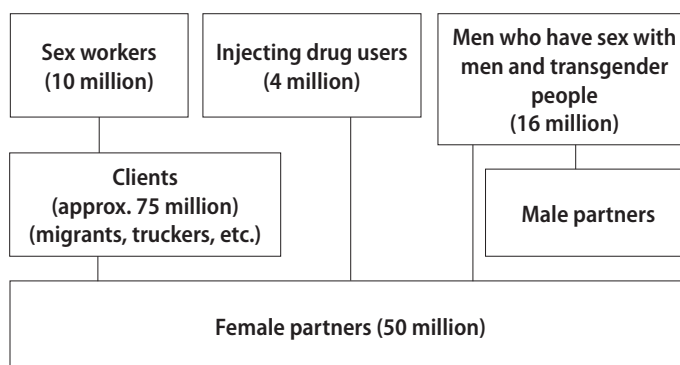 Sex workers
(10 million)
Injecting drug users
(4 million)
Men who have sex with
men and transgender
people
(16 million)
Clients
(approx. 75 million)
(migrants, truckers, etc.)
Male partners
Female partners (50 million)